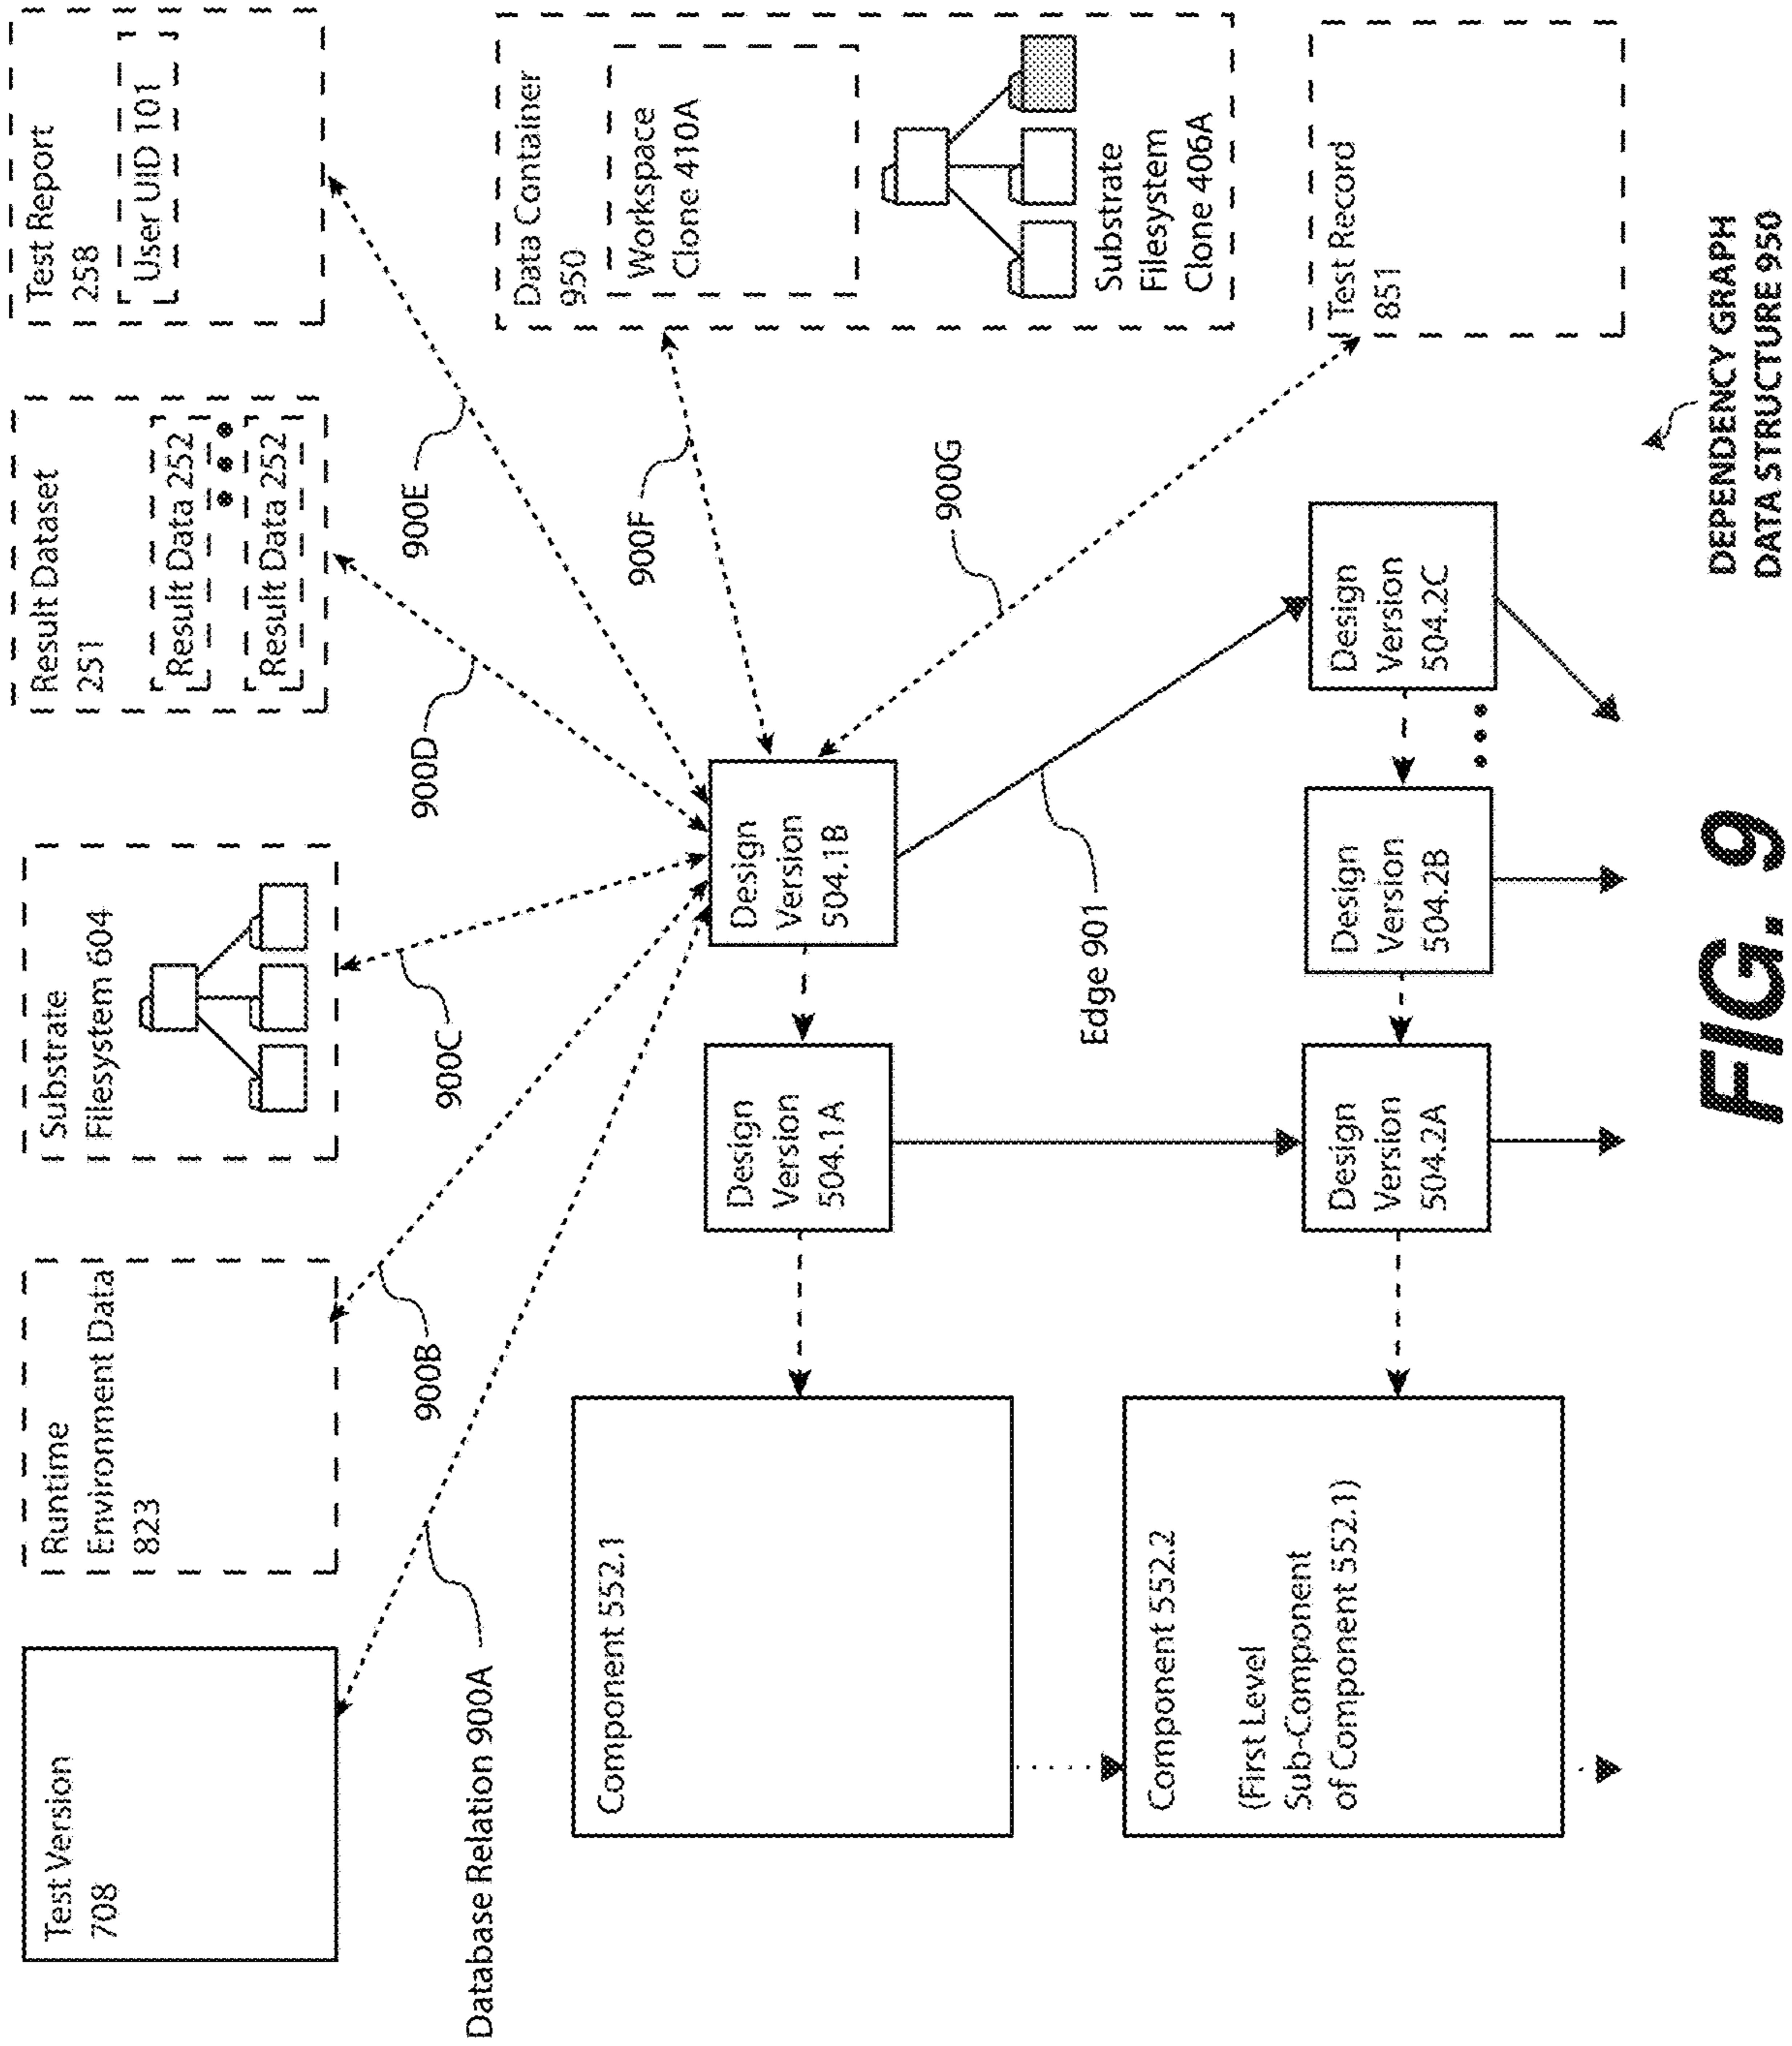 Test Version
708
Runtime
Environment Data
823
Substrate
Filesystem 604
Result Dataset
251
Result Data 252
Result Data 252
Test Report
258
User UID 101
Database Relation 900A
900B
900C
900D
900E
900F
900G
Data Container
950
Workspace
Clone 410A
Substrate
Filesystem
Clone 406A
Test Record
851
Component 552.1
Design
Version
504.1A
Design
Version
504.1B
Edge 901
Component 552.2
(First Level
Sub-Component
of Component 552.1)
Design
Version
504.2A
Design
Version
504.2B
Design
Version
504.2C
DEPENDENCY GRAPH
DATA STRUCTURE 950
FIG. 9